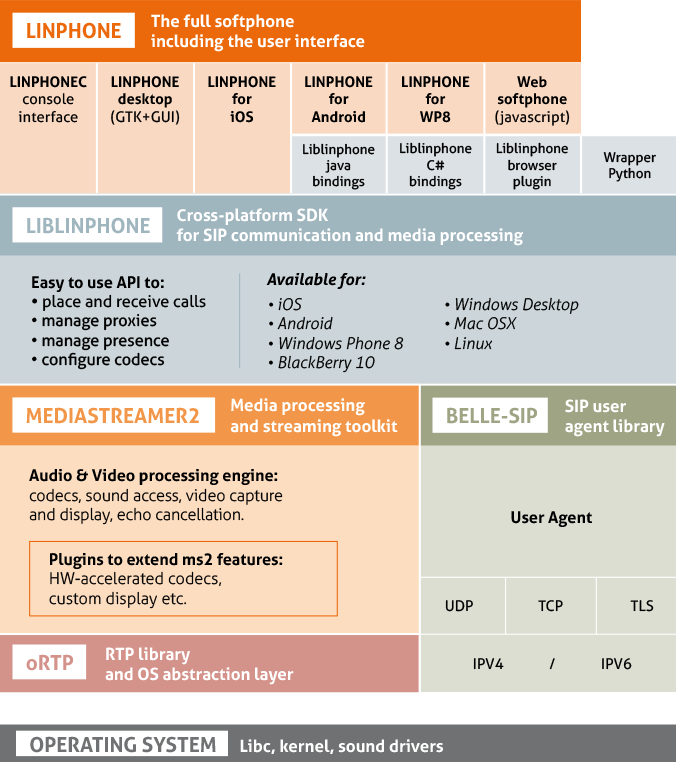 LINPHONE
The full softphone
including the user interface
LINPHONEC
console
interface
LINPHONE
desktop
(GTK+GUI)
LINPHONE
for
iOS
LINPHONE
for
Android
LINPHONE
for
WP8
Web
softphone
(javascript)
Liblinphone
java
bindings
Liblinphone
C#
bindings
Liblinphone
browser
plugin
Wrapper
Python
LIBLINPHONE
Cross-platform SDK
for SIP communication and media processing
Easy to use API to:
• place and receive calls
• manage proxies
• manage presence
• configure codecs
Available for:
• iOS
• Android
• Windows Phone 8
• BlackBerry 10
• Windows Desktop
• Mac OSX
• Linux
MEDIASTREAMER2
Media processing
and streaming toolkit
BELLE-SIP
SIP user
agent library
Audio & Video processing engine:
codecs, sound access, video capture
and display, echo cancellation.
Plugins to extend ms2 features:
HW-accelerated codecs,
custom display etc.
User Agent
UDP
TCP
TLS
oRTP
RTP library
and OS abstraction layer
IPV4 / IPV6
OPERATING SYSTEM
Libc, kernel, sound drivers